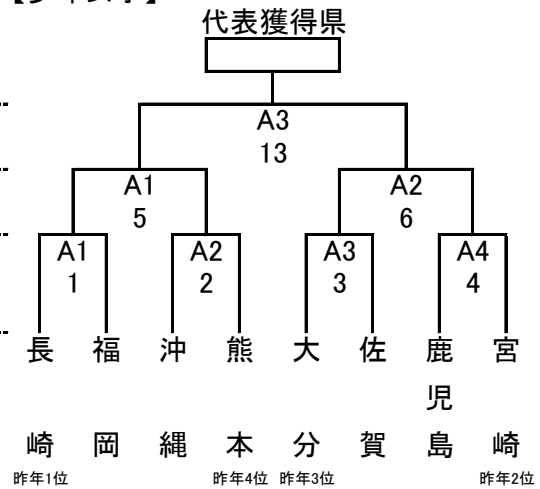 代表獲得県
A3
13
A1
5
A2
6
A1
1
A2
2
A3
3
A4
4
長崎
福岡
沖縄
熊本
大分
佐賀
鹿児島
宮崎
昨年1位
昨年4位
昨年3位
昨年2位